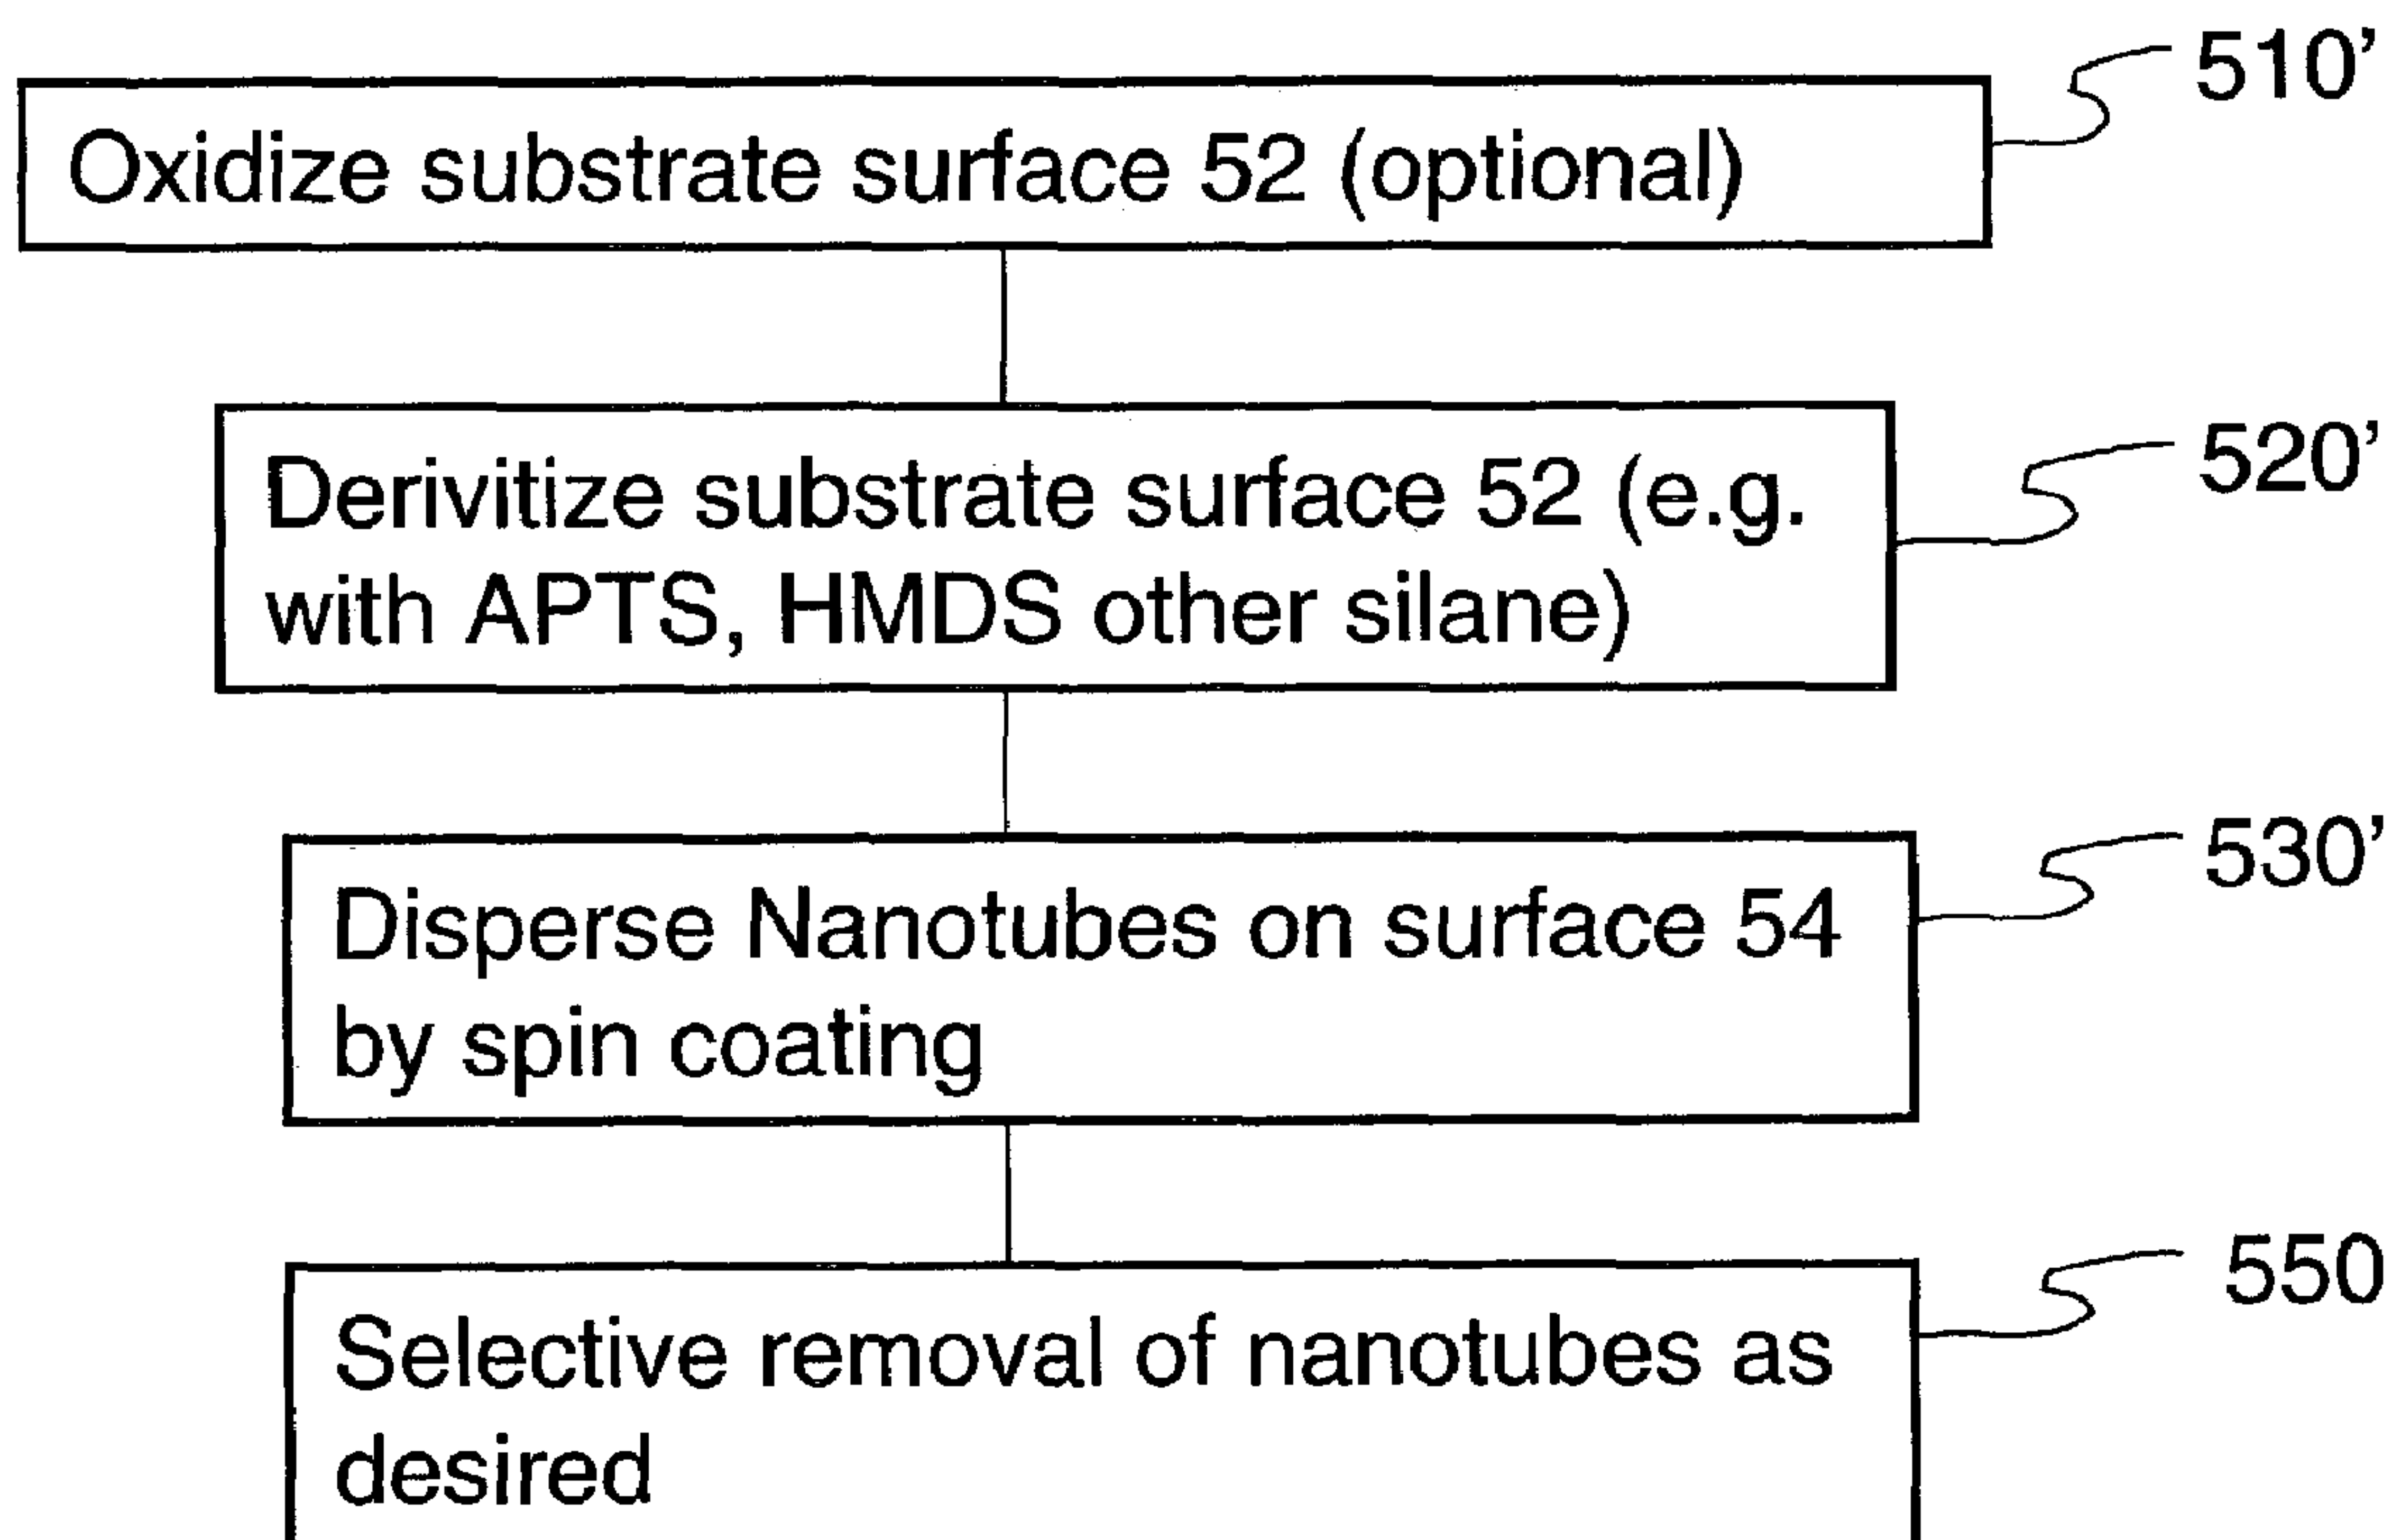 510’
Oxidize substrate surface 52 (optional)
520’
Derivitize substrate surface 52 (e.g.
with APTS, HMDS other silane)
530’
Disperse Nanotubes on surface 54
by spin coating
550
Selective removal of nanotubes as
desired